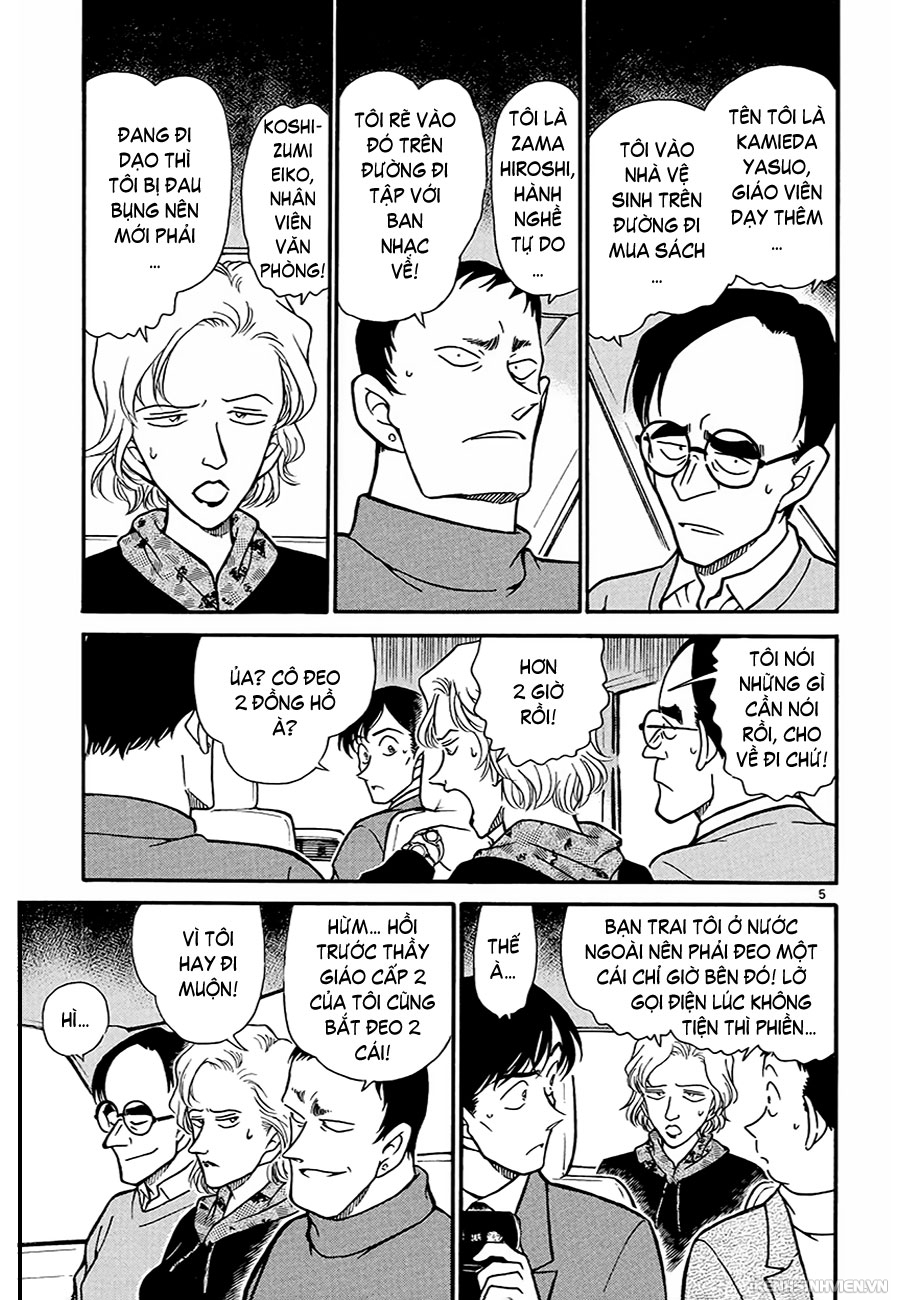 TÊN TÔI LÀ
KAMIEDA
YASUO,
GIÁO VIÊN
DẠY THÊM
...
TÔI VÀO
NHÀ VỆ
SINH TRÊN
ĐƯỜNG ĐI
MUA SÁCH
...
TÔI LÀ
ZAMA
HIROSHI,
HÀNH
NGHỀ
TỰ DO
...
TÔI RẼ VÀO
ĐÓ TRÊN
ĐƯỜNG ĐI
TẬP VỚI
BAN
NHẠC
VỀ!
KOSHI-
ZUMI
EIKO,
NHÂN
VIÊN
VĂN
PHÒNG!
ĐANG ĐI
DẠO THÌ
TÔI BỊ ĐAU
BỤNG NÊN
MỚI PHẢI
...
TÔI NÓI
NHỮNG GÌ
CẦN NÓI
RỒI, CHO
VỀ ĐI CHỨ!
HƠN
2 GIỜ
RỒI!
ỦA? CÔ ĐEO
2 ĐỒNG HỒ
À?
5
BẠN TRAI TÔI Ở NƯỚC
NGOÀI NÊN PHẢI ĐEO MỘT
CÁI CHỈ GIỜ BÊN ĐÓ! LỠ
GỌI ĐIỆN LÚC KHÔNG
TIỆN THÌ PHIỀN...
THẾ
À...
HỪM... HỒI
TRƯỚC THẦY
GIÁO CẤP 2
CỦA TÔI CŨNG
BẮT ĐEO 2
CÁI!
VÌ TÔI
HAY ĐI
MUỘN!
HÌ...
KENHSINHVIEN.VN